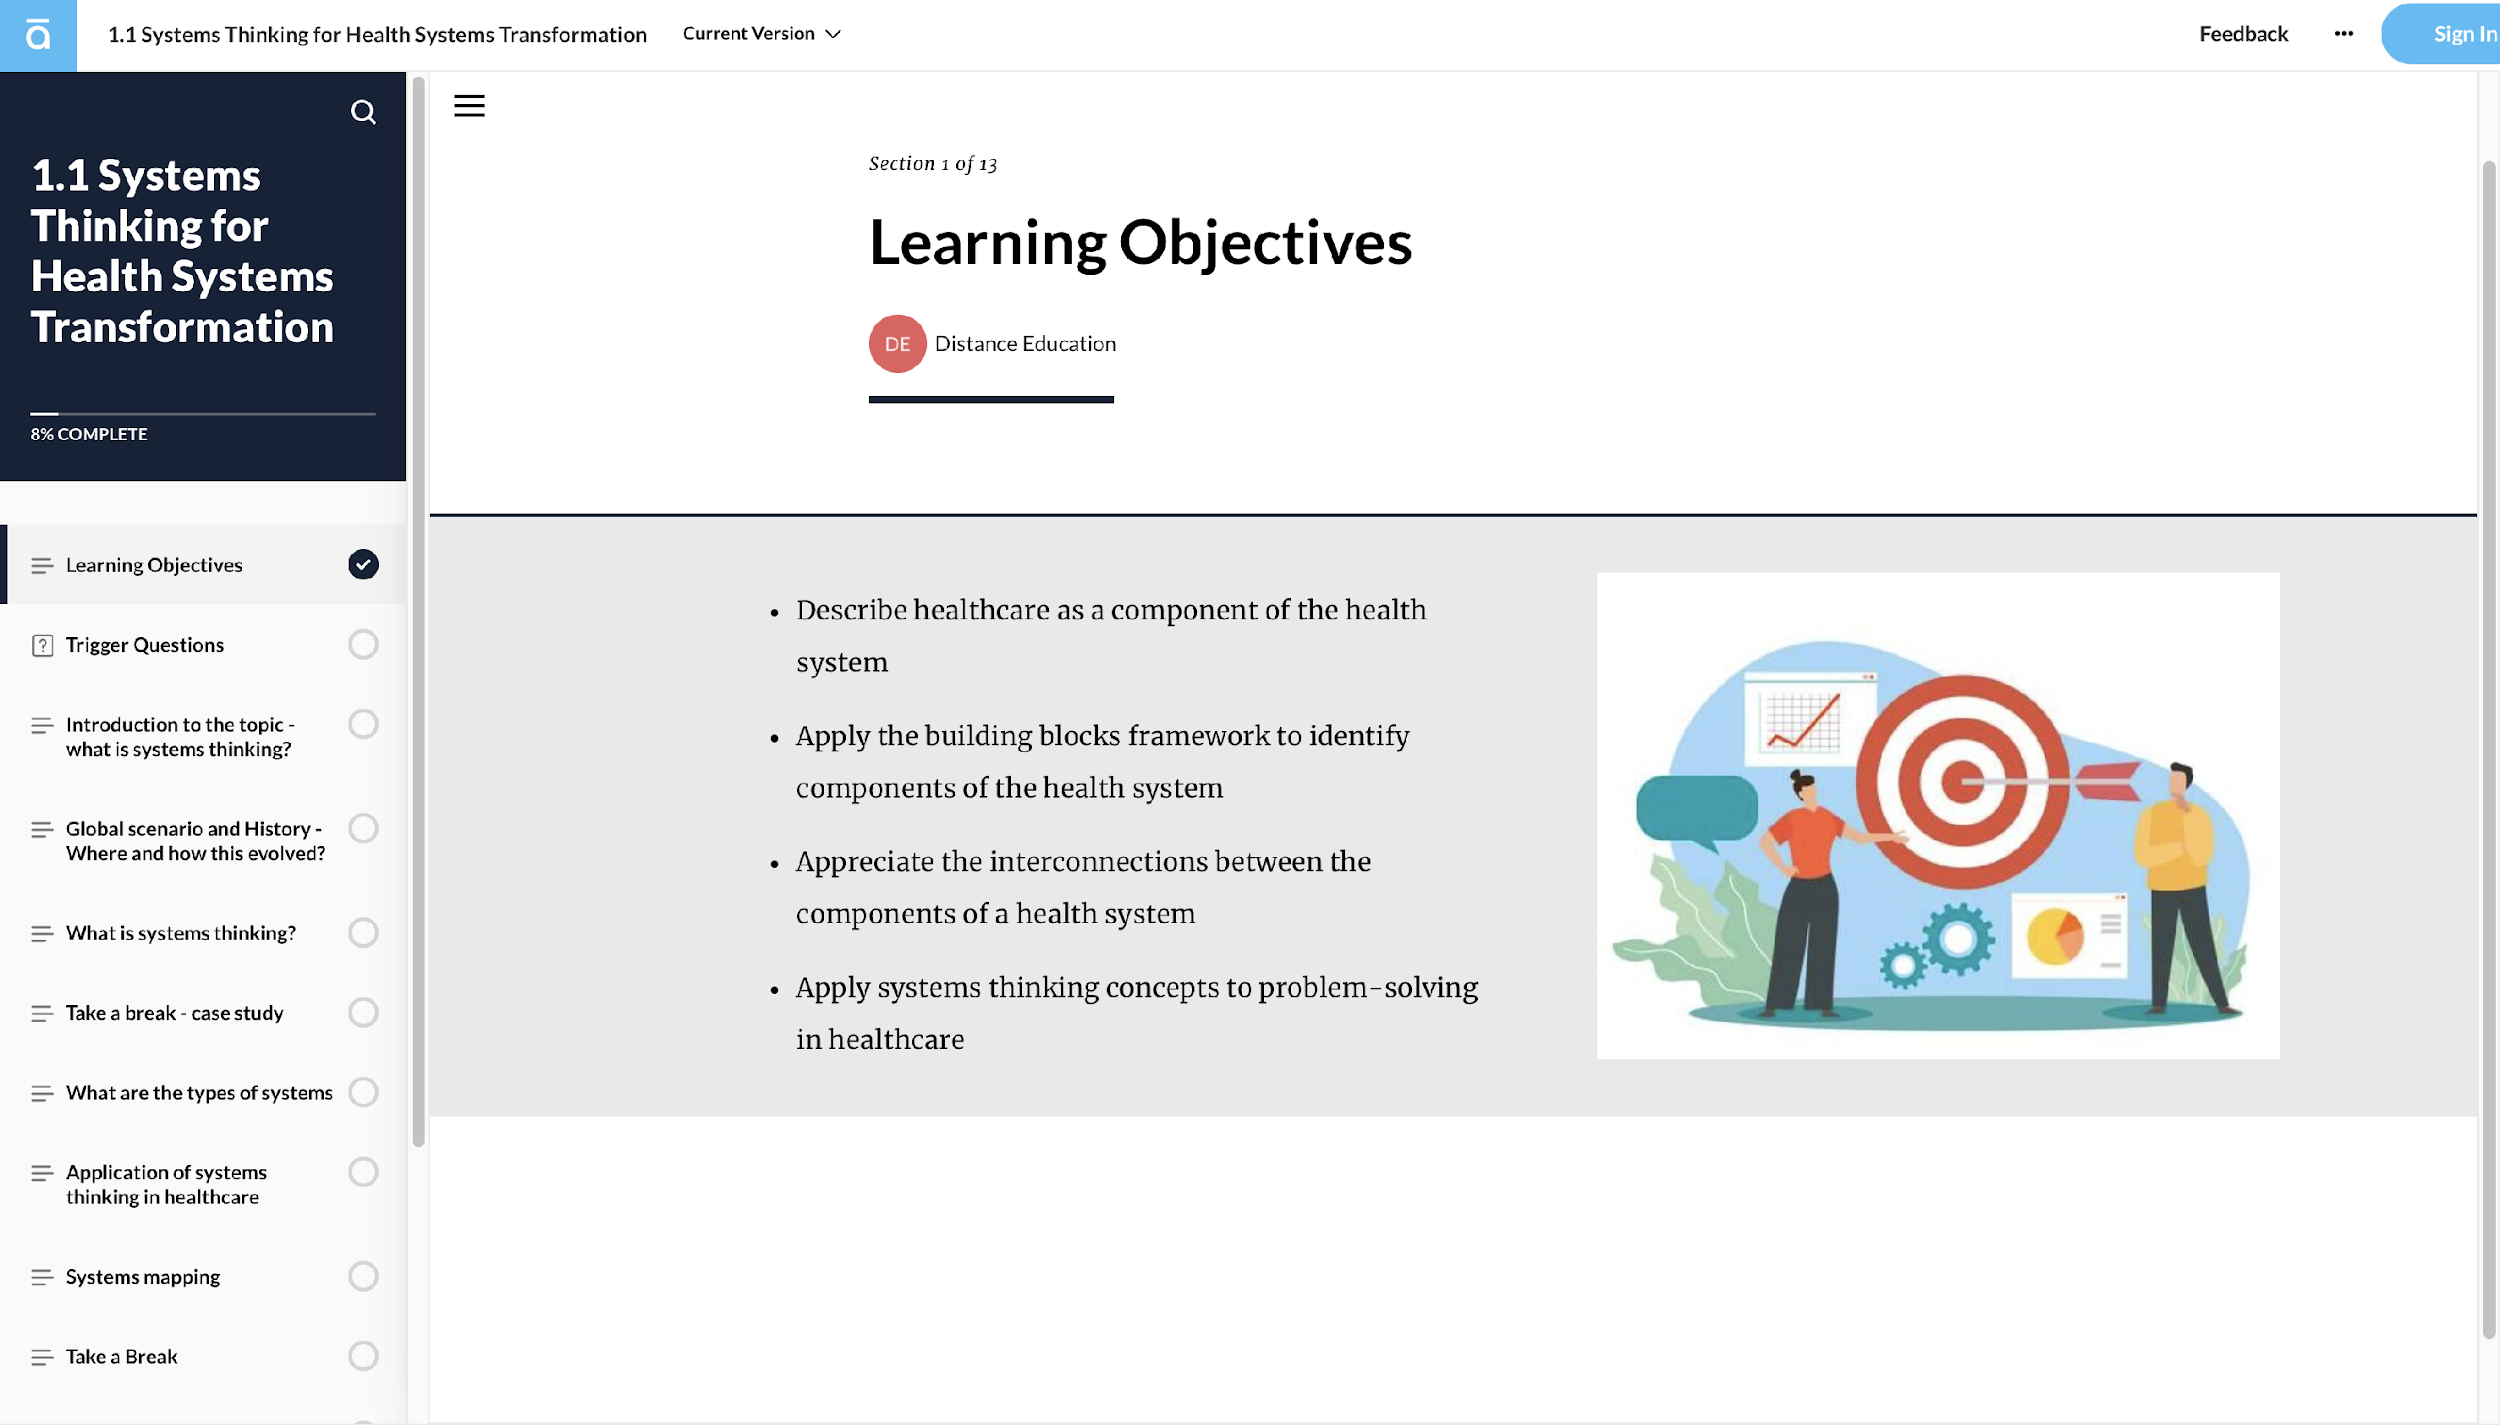 1.1 Systems Thinking for Health Systems Transformation
Current Version
Feedback
Sign In
1.1 Systems
Thinking for
Health Systems
Transformation
8% COMPLETE
Learning Objectives
Trigger Questions
Introduction to the topic -
what is systems thinking?
Global scenario and History -
Where and how this evolved?
What is systems thinking?
Take a break - case study
What are the types of systems
Application of systems
thinking in healthcare
Systems mapping
Take a Break
Section 1 of 13
Learning Objectives
DE Distance Education
• Describe healthcare as a component of the health
system
• Apply the building blocks framework to identify
components of the health system
• Appreciate the interconnections between the
components of a health system
• Apply systems thinking concepts to problem-solving
in healthcare